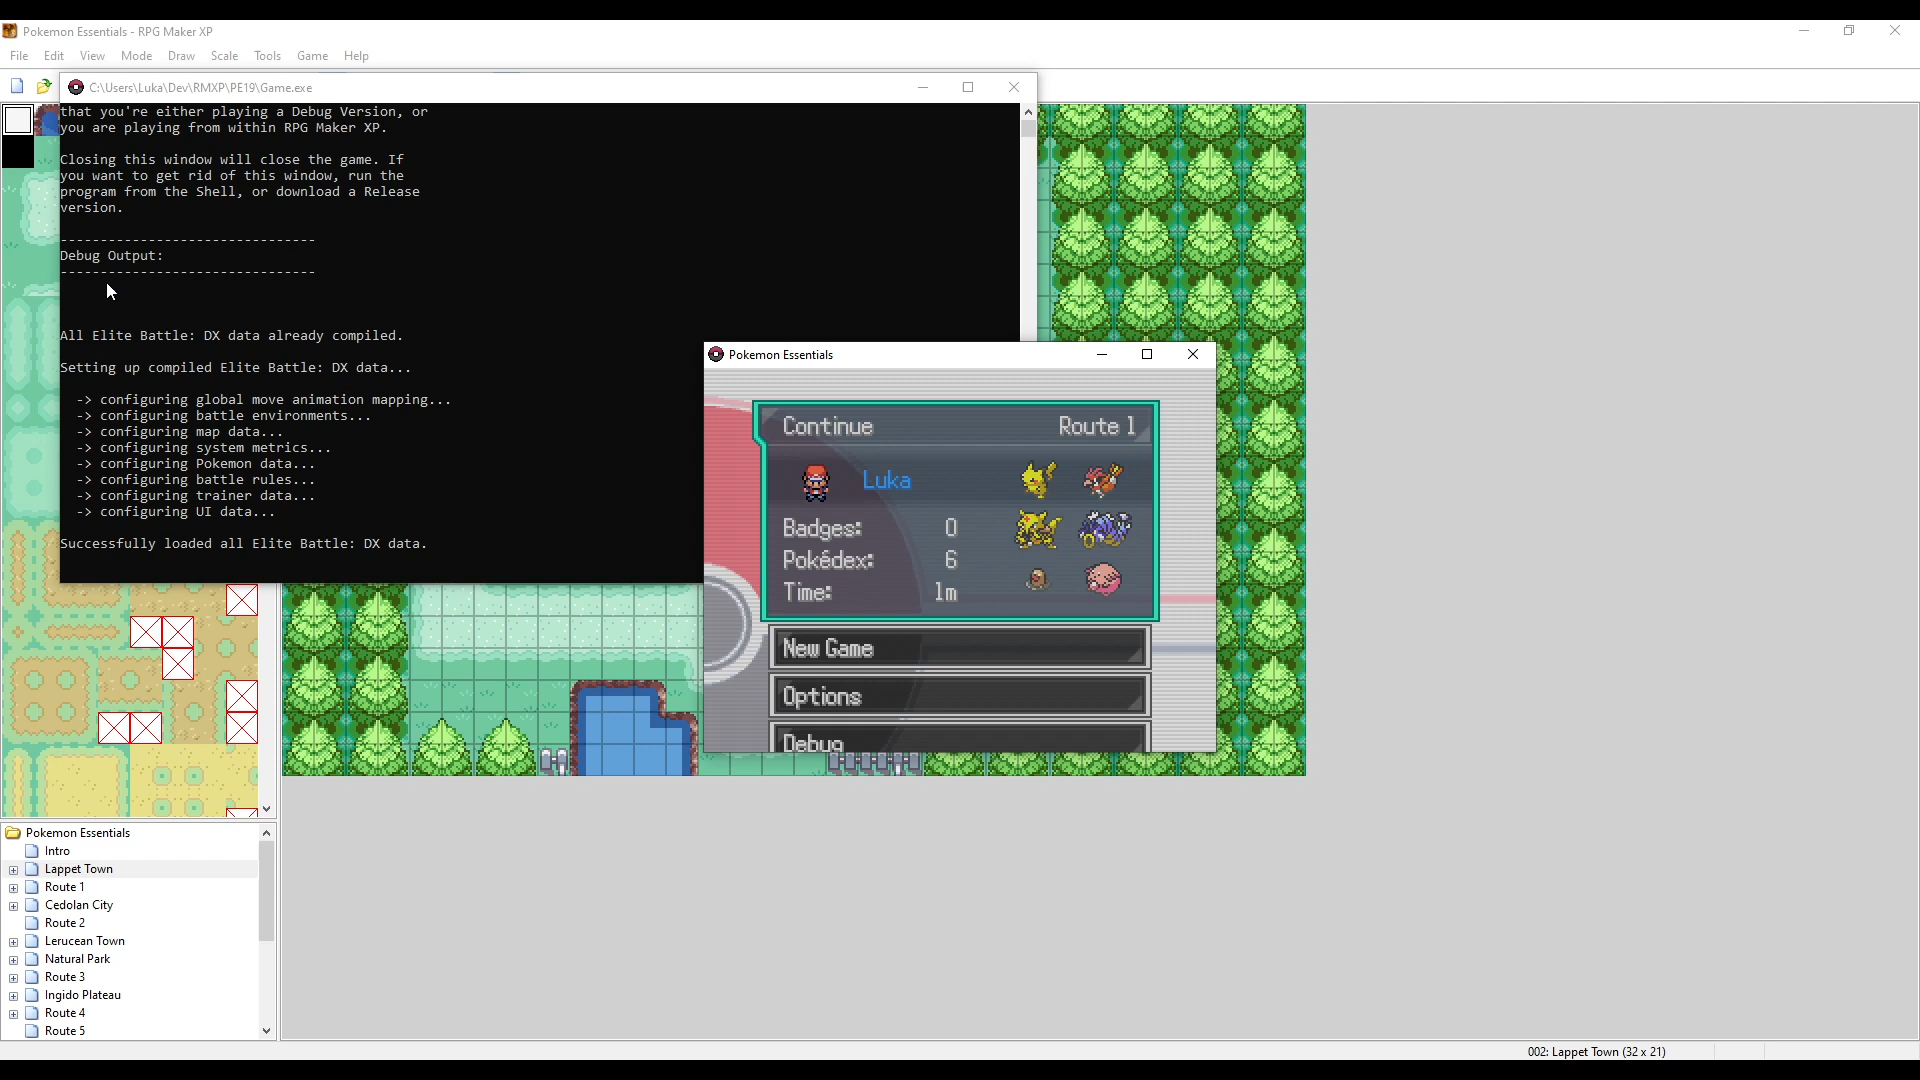 Pokemon Essentials - RPG Maker XP
File Edit View Mode Draw Scale Tools Game Help
C:\Users\Luka\Dev\RMXP\PE19\Game.exe
that you're either playing a Debug Version, or
you are playing from within RPG Maker XP.
Closing this window will close the game. If
you want to get rid of this window, run the
program from the Shell, or download a Release
version.
--------------------------------
Debug Output:
--------------------------------
All Elite Battle: DX data already compiled.
Setting up compiled Elite Battle: DX data...
-> configuring global move animation mapping...
-> configuring battle environments...
-> configuring map data...
-> configuring system metrics...
-> configuring Pokemon data...
-> configuring battle rules...
-> configuring trainer data...
-> configuring UI data...
Successfully loaded all Elite Battle: DX data.
Pokemon Essentials
Continue Route 1
Luka
Badges: 0
Pokédex: 6
Time: 1m
New Game
Options
Debug
Pokemon Essentials
Intro
Lappet Town
Route 1
Cedolan City
Route 2
Lerucean Town
Natural Park
Route 3
Ingido Plateau
Route 4
Route 5
002: Lappet Town (32 x 21)